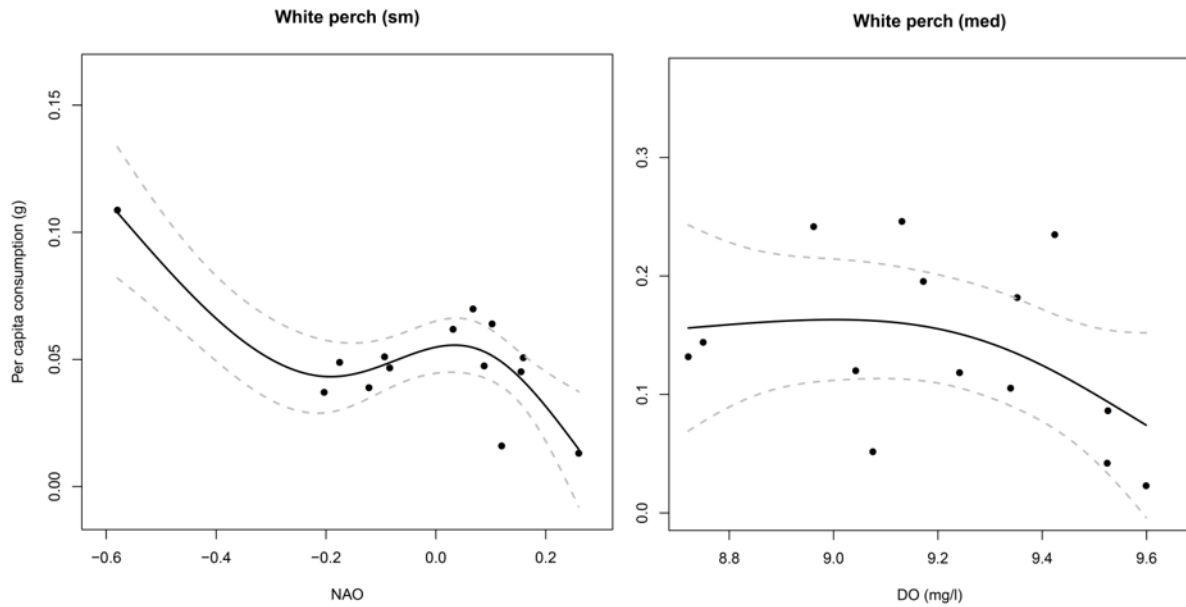 White perch (sm)
Per capita consumption (g)
0.15
0.10
0.05
0.00
−0.6 −0.4 −0.2 0.0 0.2
NAO
White perch (med)
0.3
0.2
0.1
0.0
8.8 9.0 9.2 9.4 9.6
DO (mg/l)